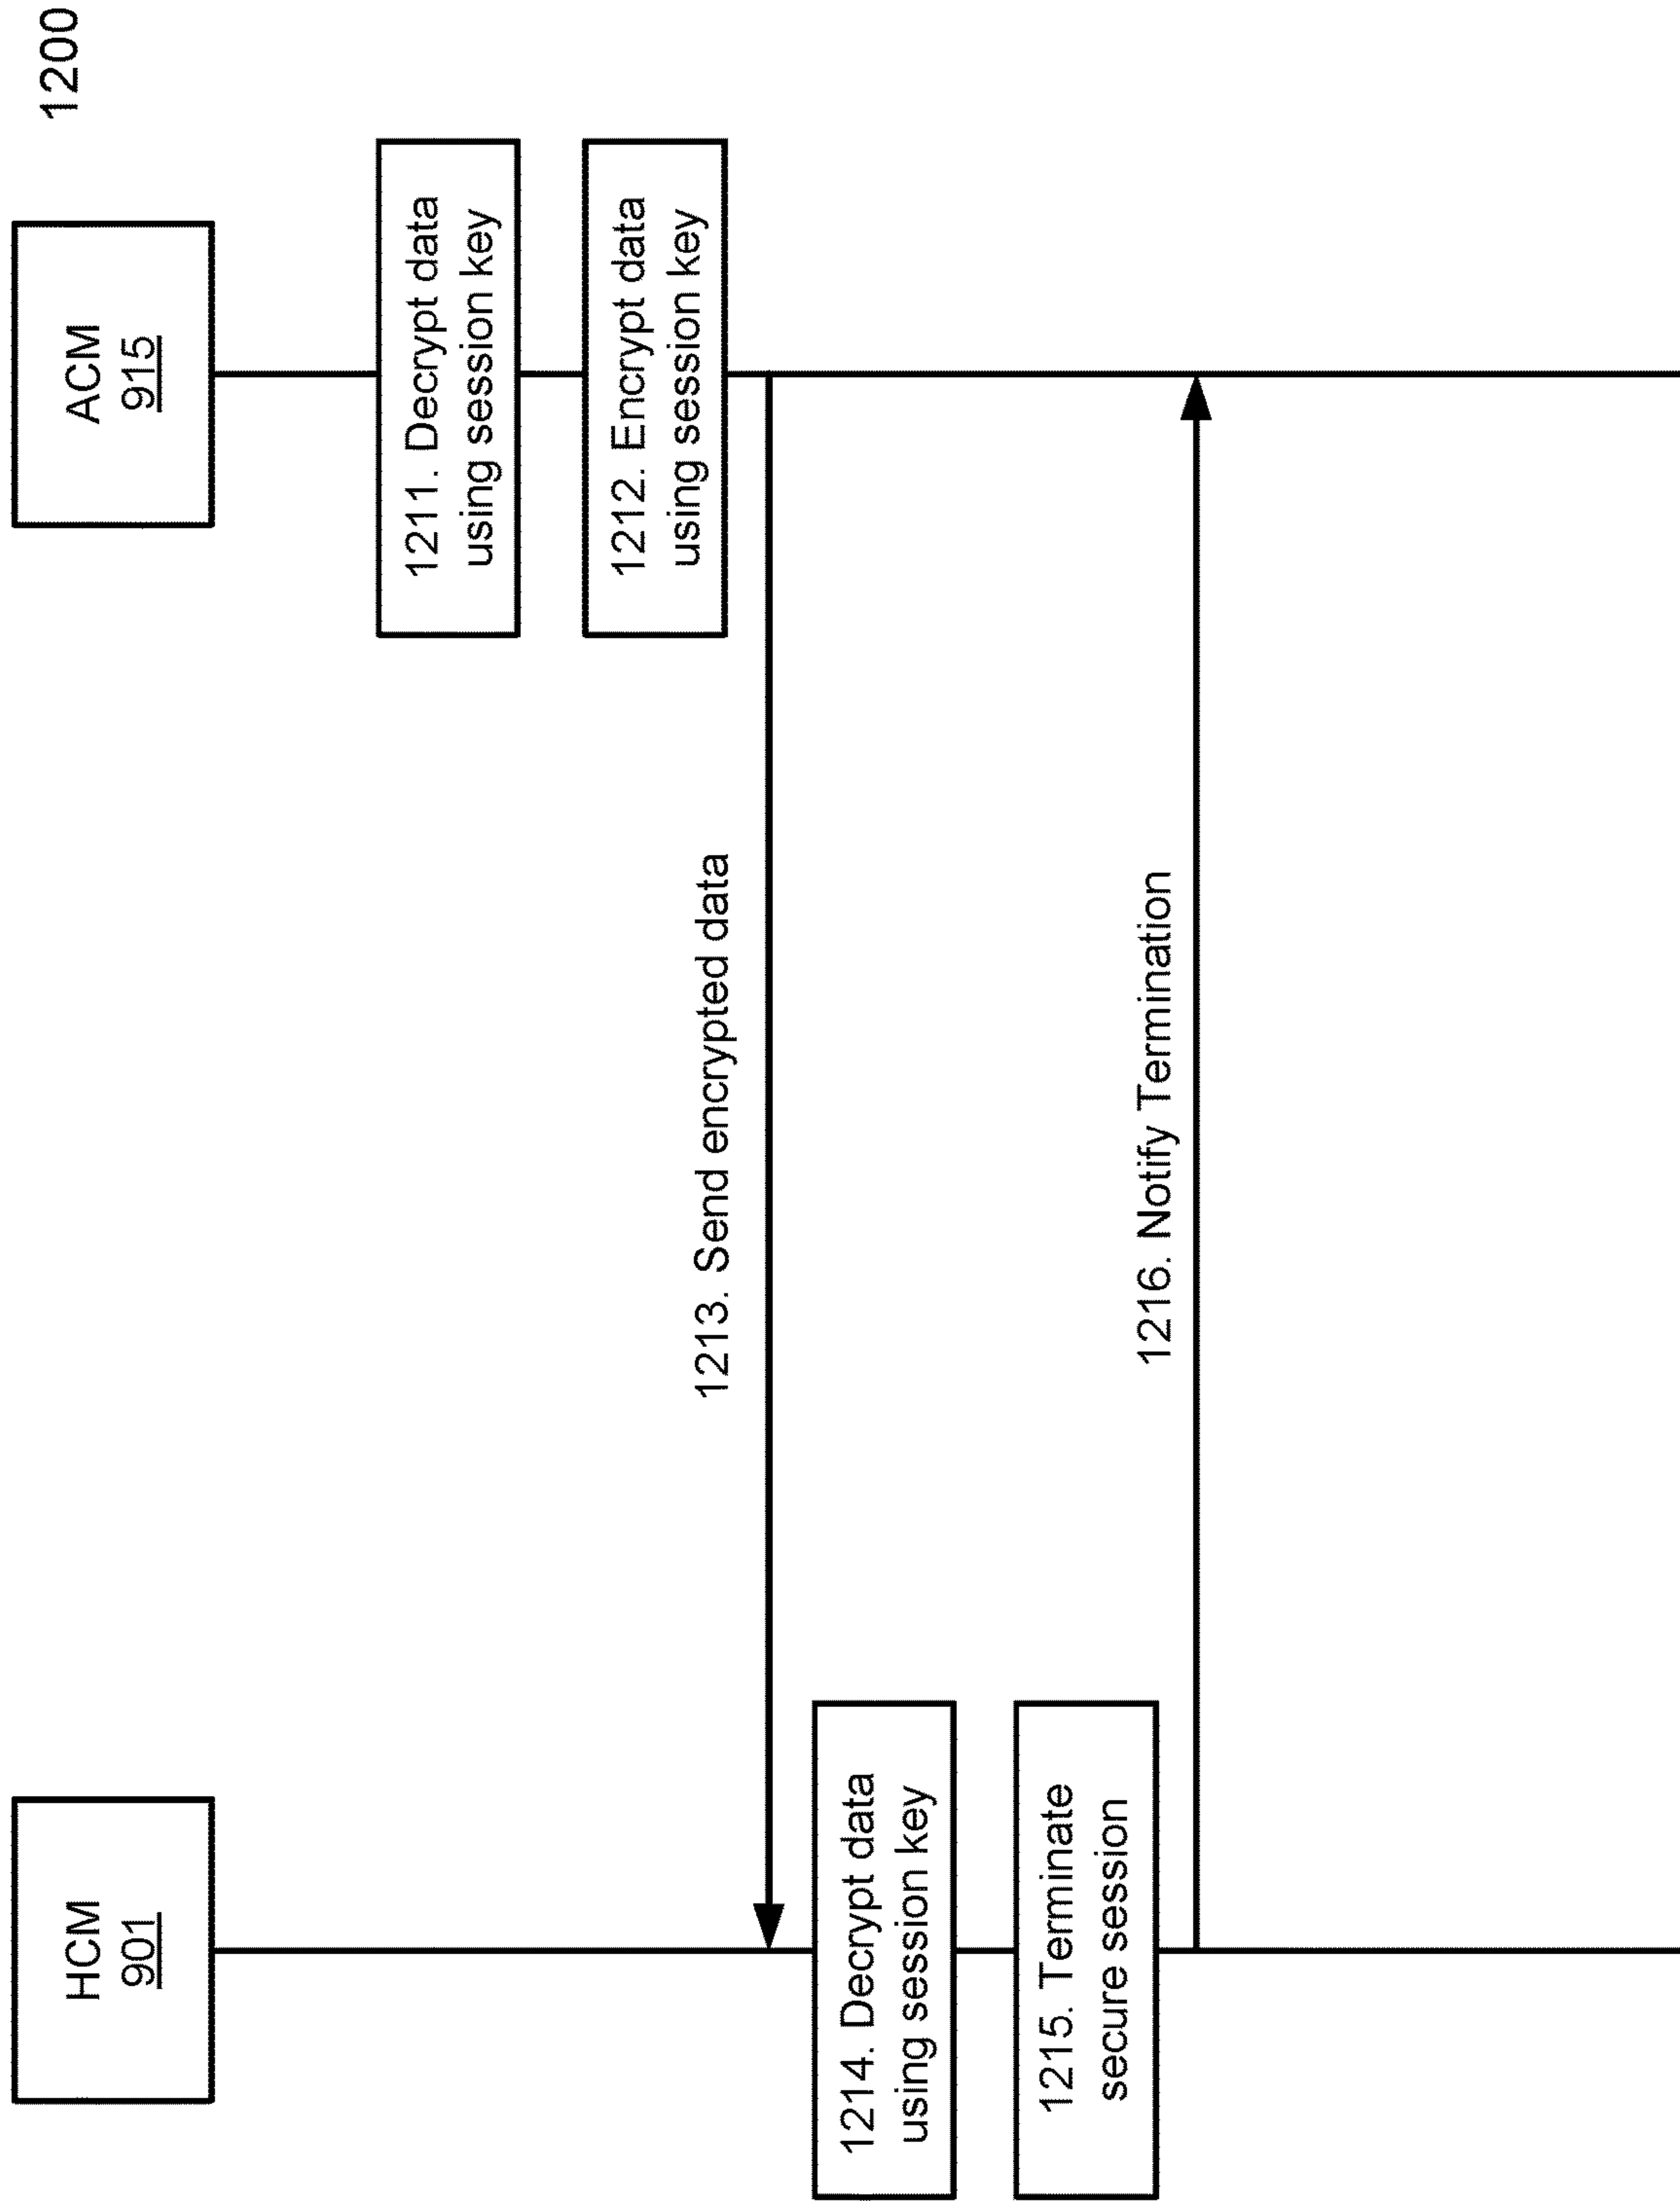 1200
HCM
901
ACM
915
1211. Decrypt data
using session key
1212. Encrypt data
using session key
1213. Send encrypted data
1214. Decrypt data
using session key
1215. Terminate
secure session
1216. Notify Termination